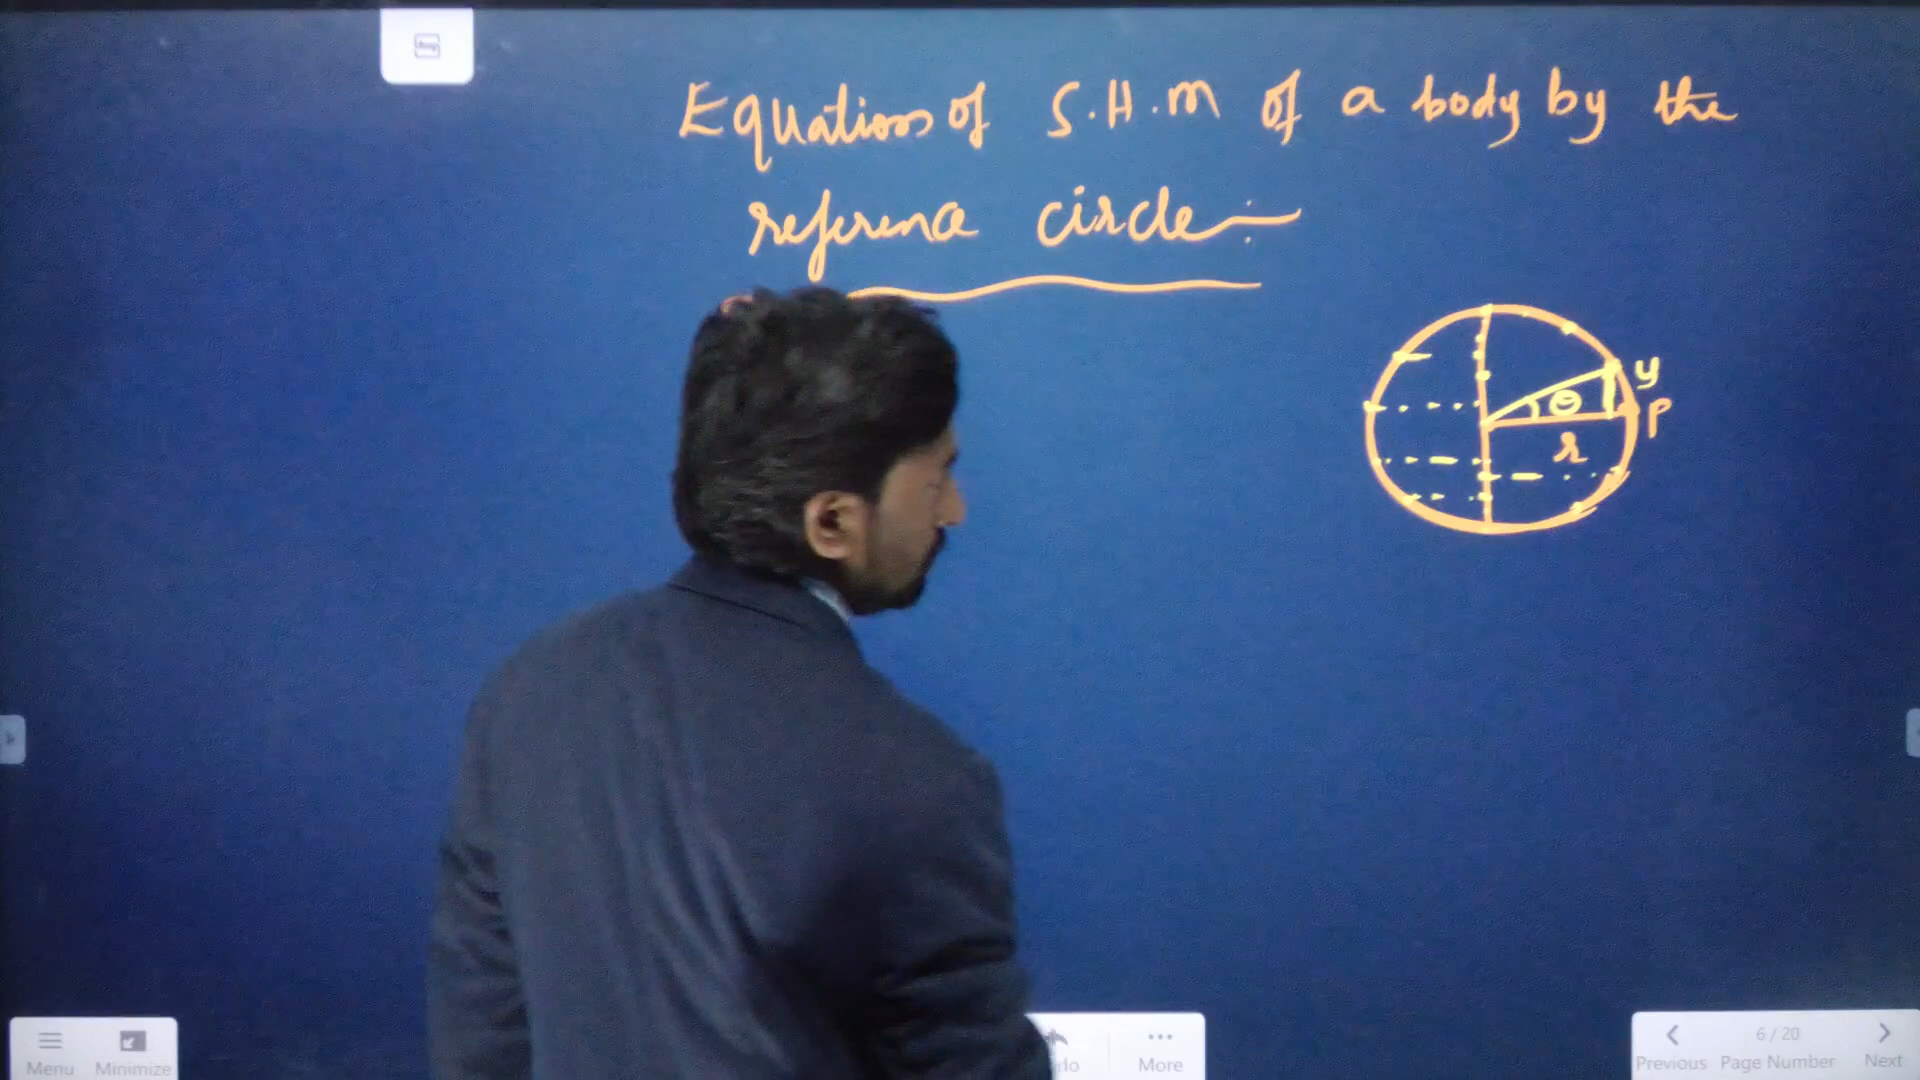 Equations of S.H.M of a body by the
reference circle:-
y
θ
P
r
Menu
Minimize
More
6 / 20
Previous
Page Number
Next